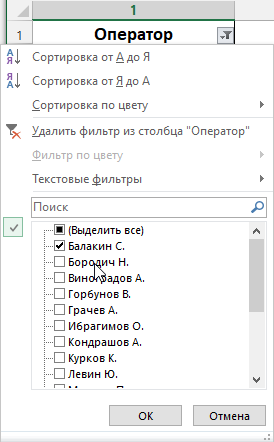 1
1 Оператор
Сортировка от А до Я
Сортировка от Я до А
Сортировка по цвету
Удалить фильтр из столбца "Оператор"
Фильтр по цвету
Текстовые фильтры
Поиск
(Выделить все)
Балакин С.
Бородич Н.
Виноградов А.
Горбунов В.
Грачев А.
Ибрагимов О.
Кондрашов А.
Курков К.
Левин Ю.
ОК Отмена